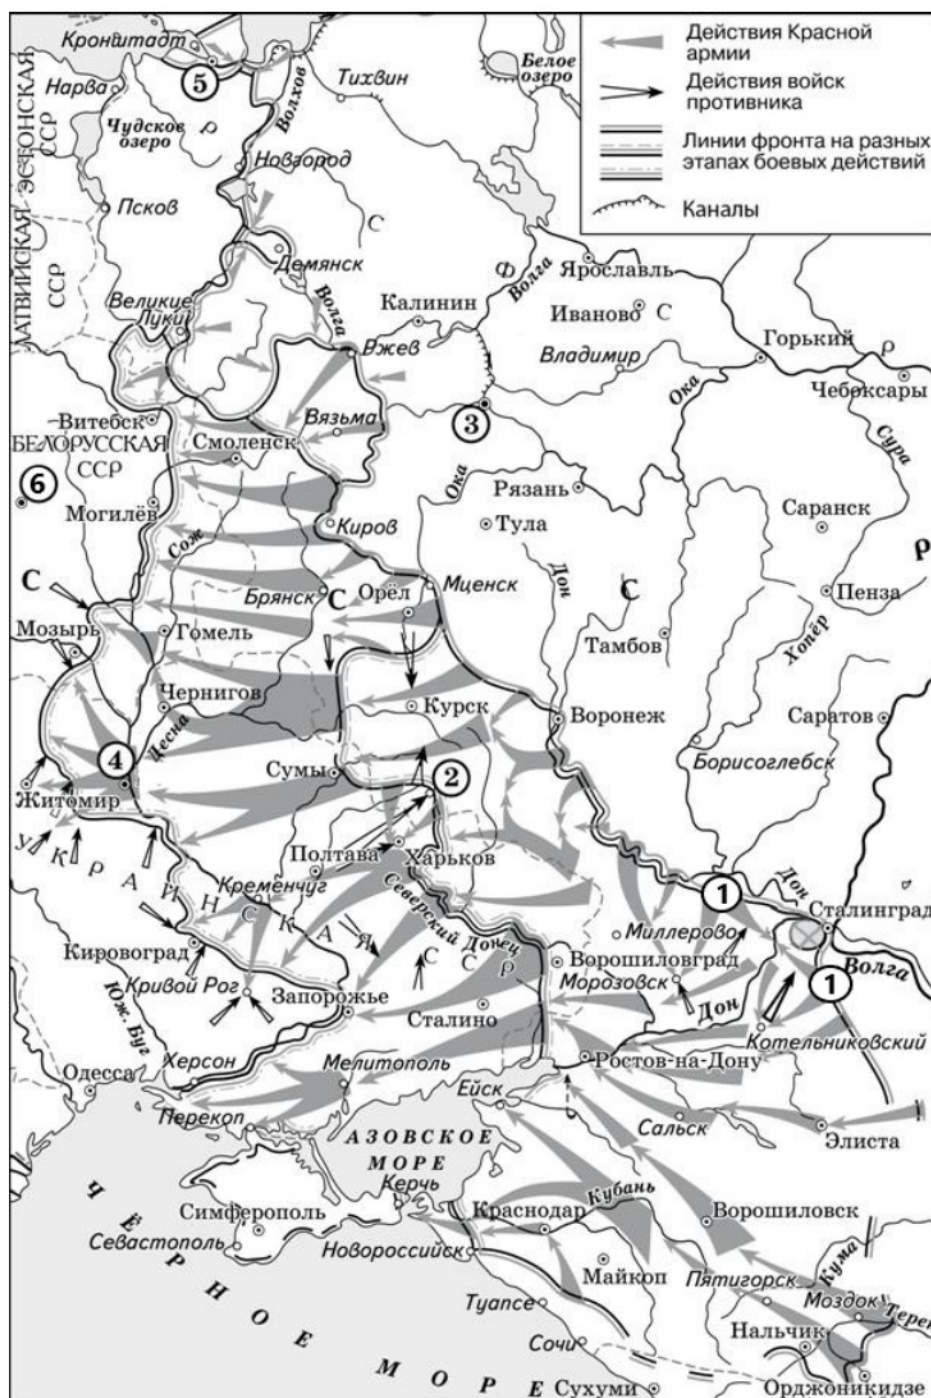 Действия Красной
армии
Действия войск
противника
Линии фронта на разных
этапах боевых действий
Каналы
Кронштадт
5
Нарва
Тихвин
Белое
озеро
ЭСТОНСКАЯ
ССР
Чудское
озеро
Р
Волхов
Новгород
Псков
С
ЛАТВИЙСКАЯ
ССР
Демянск
Ф
Волга
Ярославль
Великие
Луки
Волга
Калинин
Иваново
С
Горький
Р
Ржев
Владимир
Чебоксары
Ока
Витебск
Вязьма
3
БЕЛОРУССКАЯ
ССР
Смоленск
Сура
6
Ока
Рязань
Могилёв
Киров
Тула
Саранск
Сож
Р
С
Брянск
С
Орёл
Мценск
Дон
С
Пенза
Мозырь
Гомель
Тамбов
Хопёр
Чернигов
Курск
Воронеж
Саратов
Десна
Борисоглебск
4
Сумы
2
Житомир
Полтава
Харьков
УКРАИНСКАЯ
ССР
Кременчуг
Северский Донец
1
Дон
Сталинград
Миллерово
Кировоград
Ворошиловград
Волга
Морозовск
1
Кривой Рог
Запорожье
Дон
Юж. Буг
Сталино
Котельниковский
Херсон
Мелитополь
Ростов-на-Дону
Одесса
Ейск
Перекоп
Сальск
Элиста
АЗОВСКОЕ
МОРЕ
Керчь
Кубань
Симферополь
Краснодар
Ворошиловск
Севастополь
Новороссийск
Кума
Майкоп
Пятигорск
Моздок
Терек
Туапсе
Нальчик
Сочи
ЧЁРНОЕ МОРЕ
Сухуми
Орджоникидзе